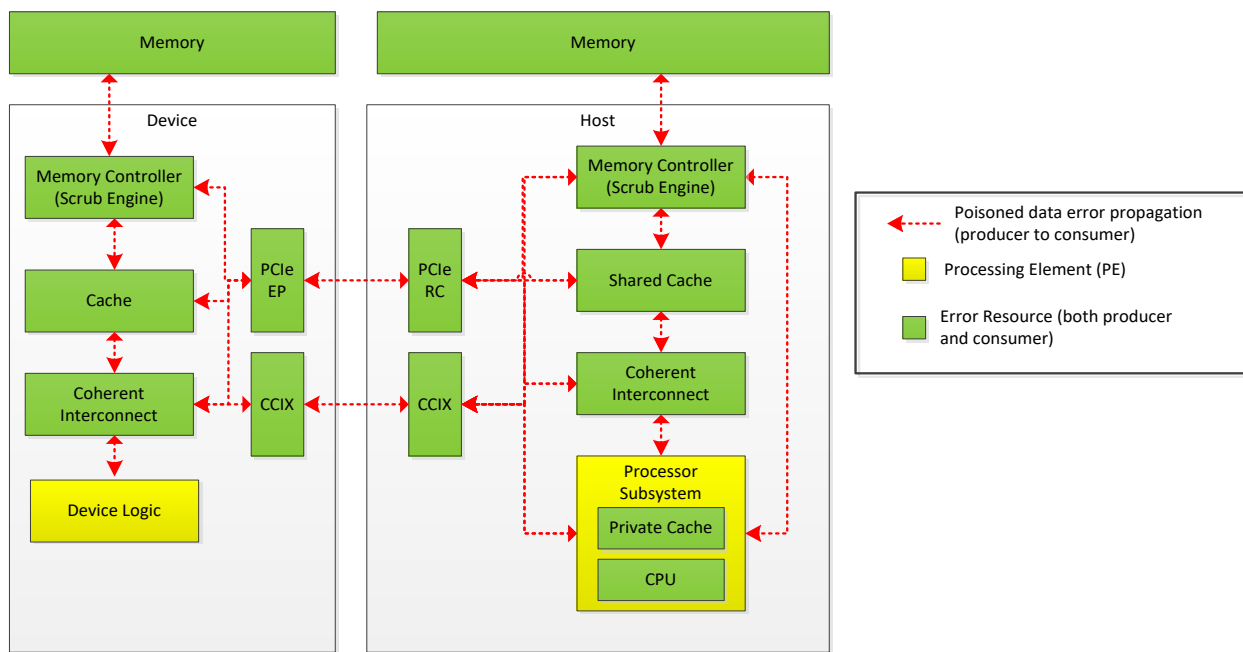 Memory
Memory
Device
Host
Memory Controller
(Scrub Engine)
Cache
Coherent
Interconnect
Device Logic
PCIe
EP
CCIX
PCIe
RC
CCIX
Memory Controller
(Scrub Engine)
Shared Cache
Coherent
Interconnect
Processor
Subsystem
Private Cache
CPU
Poisoned data error propagation
(producer to consumer)
Processing Element (PE)
Error Resource (both producer
and consumer)